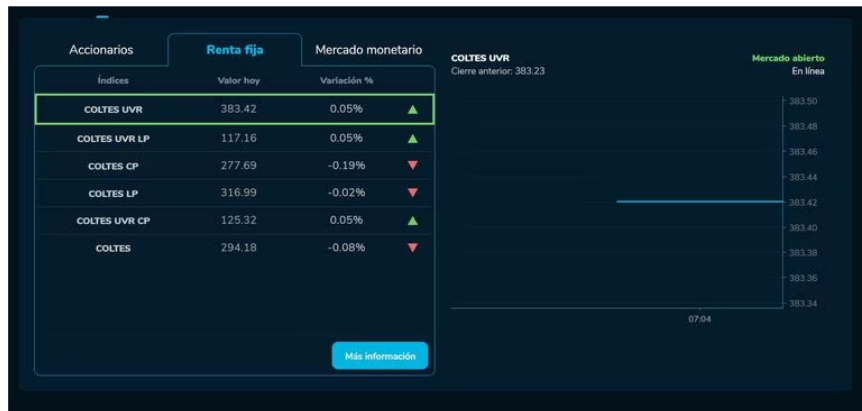 Accionarios Renta fija Mercado monetario
Índices Valor hoy Variación %
COLTES UVR 383.42 0.05%
COLTES UVR LP 117.16 0.05%
COLTES CP 277.69 -0.19%
COLTES LP 316.99 -0.02%
COLTES UVR CP 125.32 0.05%
COLTES 294.18 -0.08%
Más información
COLTES UVR Mercado abierto
Cierre anterior: 383.23 En línea
383.50
383.48
383.46
383.44
383.42
383.40
383.38
383.36
383.34
07:04